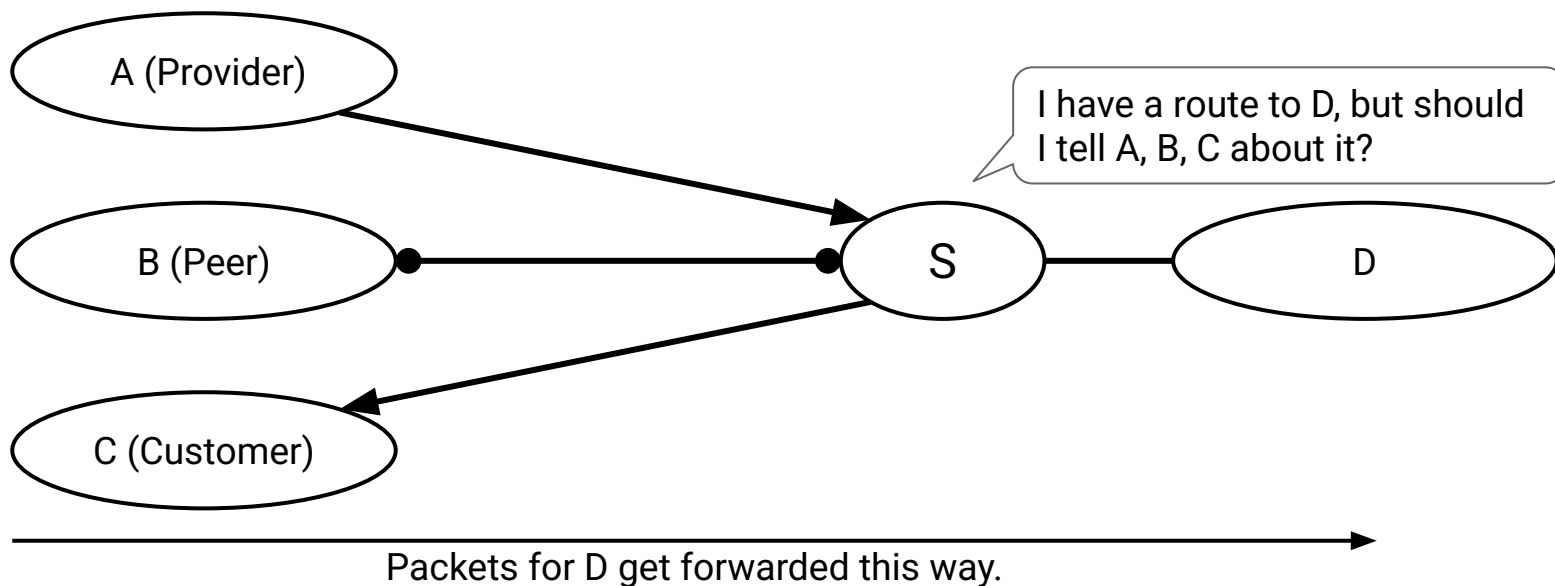 A (Provider)
I have a route to D, but should
I tell A, B, C about it?
B (Peer)
S
D
C (Customer)
Packets for D get forwarded this way.